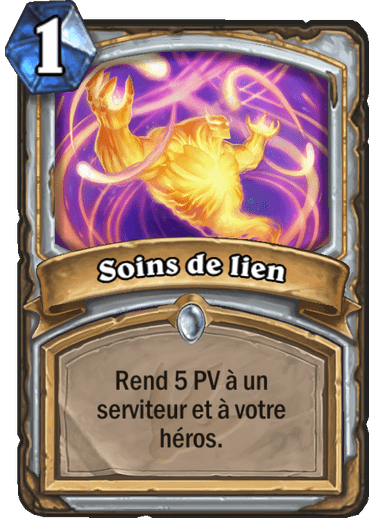 1
Soins de lien
Rend 5 PV à un
serviteur et à votre
héros.